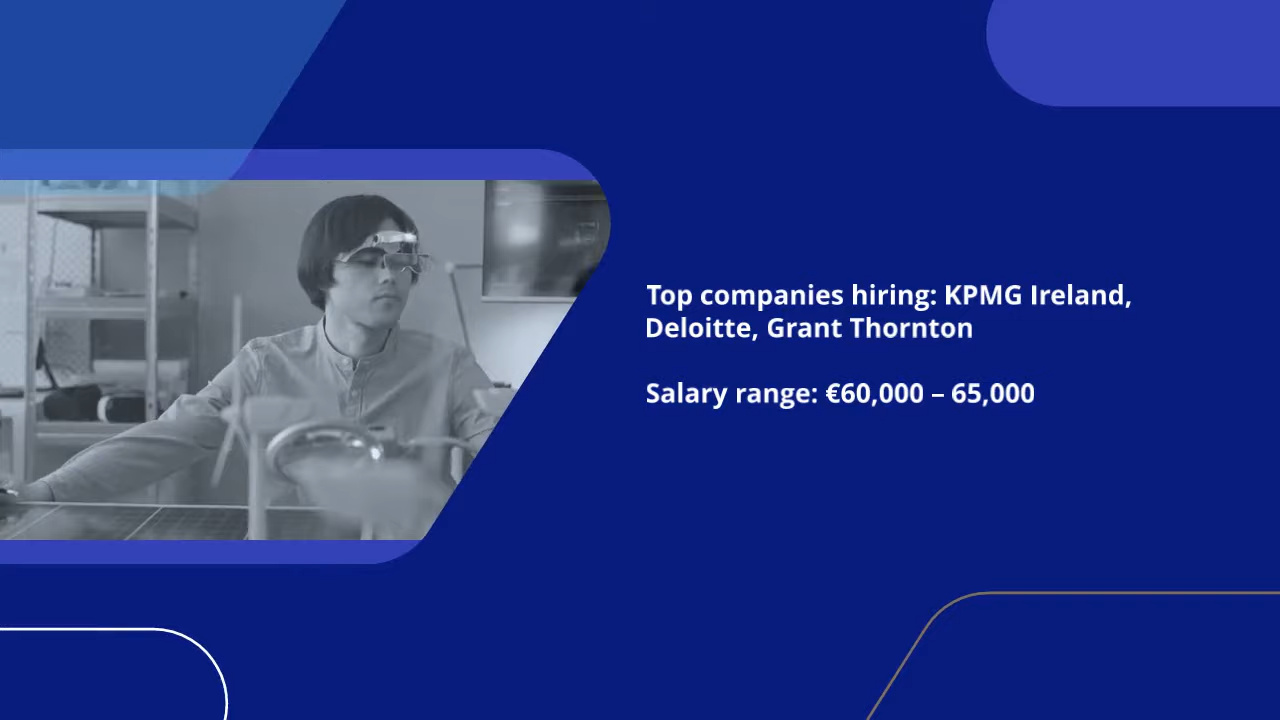 Top companies hiring: KPMG Ireland,
Deloitte, Grant Thornton
Salary range: €60,000 – 65,000